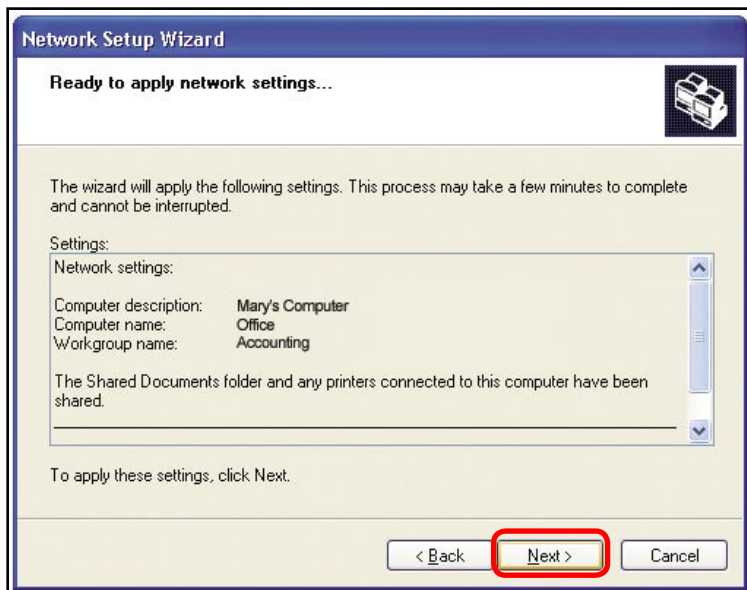 Network Setup Wizard
Ready to apply network settings...
The wizard will apply the following settings. This process may take a few minutes to complete
and cannot be interrupted.
Settings:
Network settings:
Computer description: Mary's Computer
Computer name: Office
Workgroup name: Accounting
The Shared Documents folder and any printers connected to this computer have been
shared.
To apply these settings, click Next.
< Back Next > Cancel